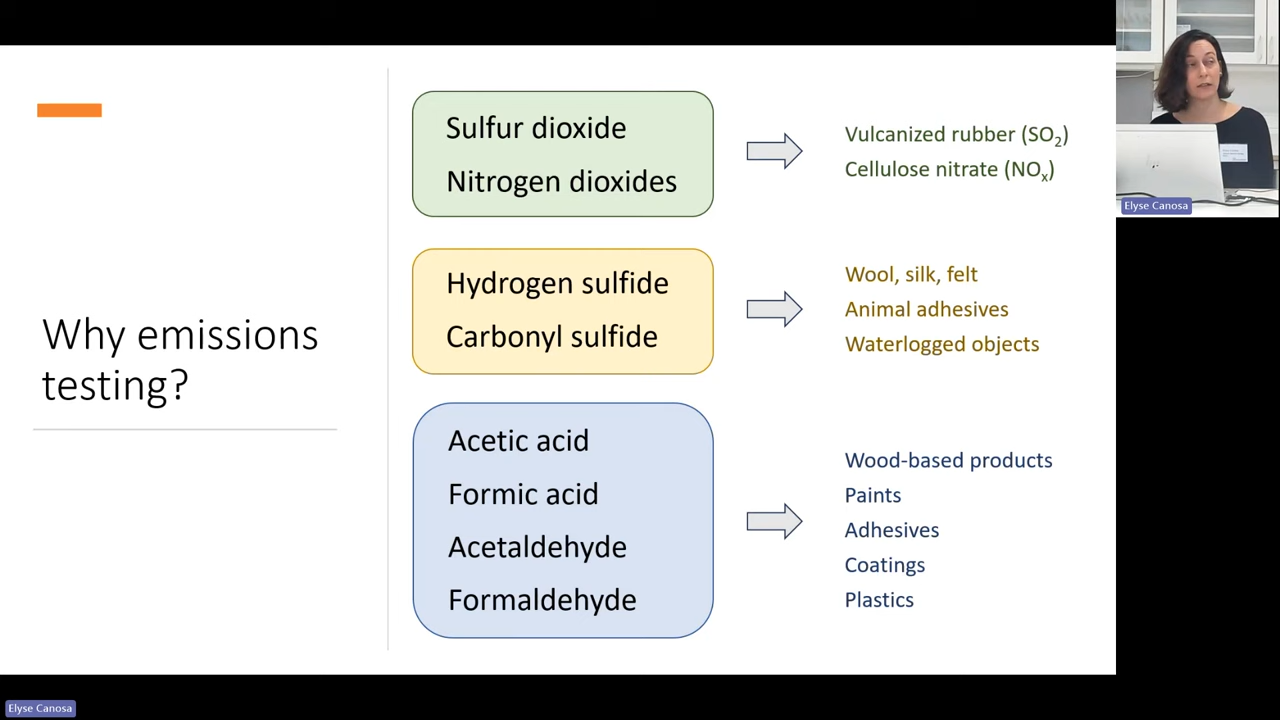 Why emissions
testing?
Sulfur dioxide
Nitrogen dioxides
Vulcanized rubber (SO₂)
Cellulose nitrate (NOₓ)
Hydrogen sulfide
Carbonyl sulfide
Wool, silk, felt
Animal adhesives
Waterlogged objects
Acetic acid
Formic acid
Acetaldehyde
Formaldehyde
Wood-based products
Paints
Adhesives
Coatings
Plastics
Elyse Canosa
Elyse Canosa